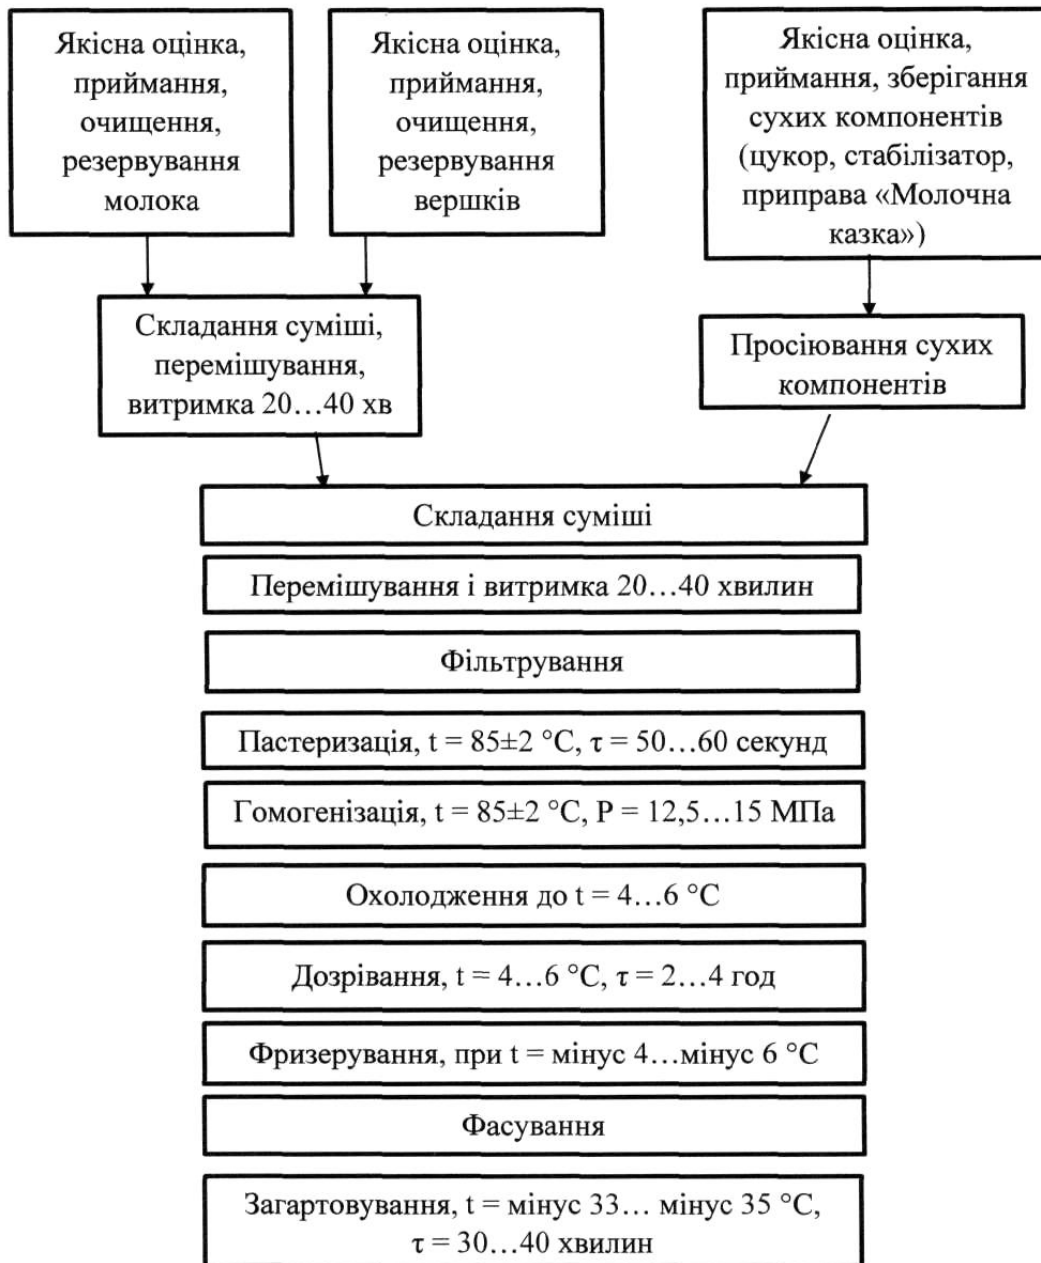 Якісна оцінка,
приймання,
очищення,
резервування
молока
Якісна оцінка,
приймання,
очищення,
резервування
вершків
Якісна оцінка,
приймання, зберігання
сухих компонентів
(цукор, стабілізатор,
приправа «Молочна
казка»)
Складання суміші,
перемішування,
витримка 20…40 хв
Просіювання сухих
компонентів
Складання суміші
Перемішування і витримка 20…40 хвилин
Фільтрування
Пастеризація, t = 85±2 °C, τ = 50…60 секунд
Гомогенізація, t = 85±2 °C, P = 12,5…15 МПа
Охолодження до t = 4…6 °C
Дозрівання, t = 4…6 °C, τ = 2…4 год
Фризерування, при t = мінус 4…мінус 6 °C
Фасування
Загартовування, t = мінус 33… мінус 35 °C,
τ = 30…40 хвилин